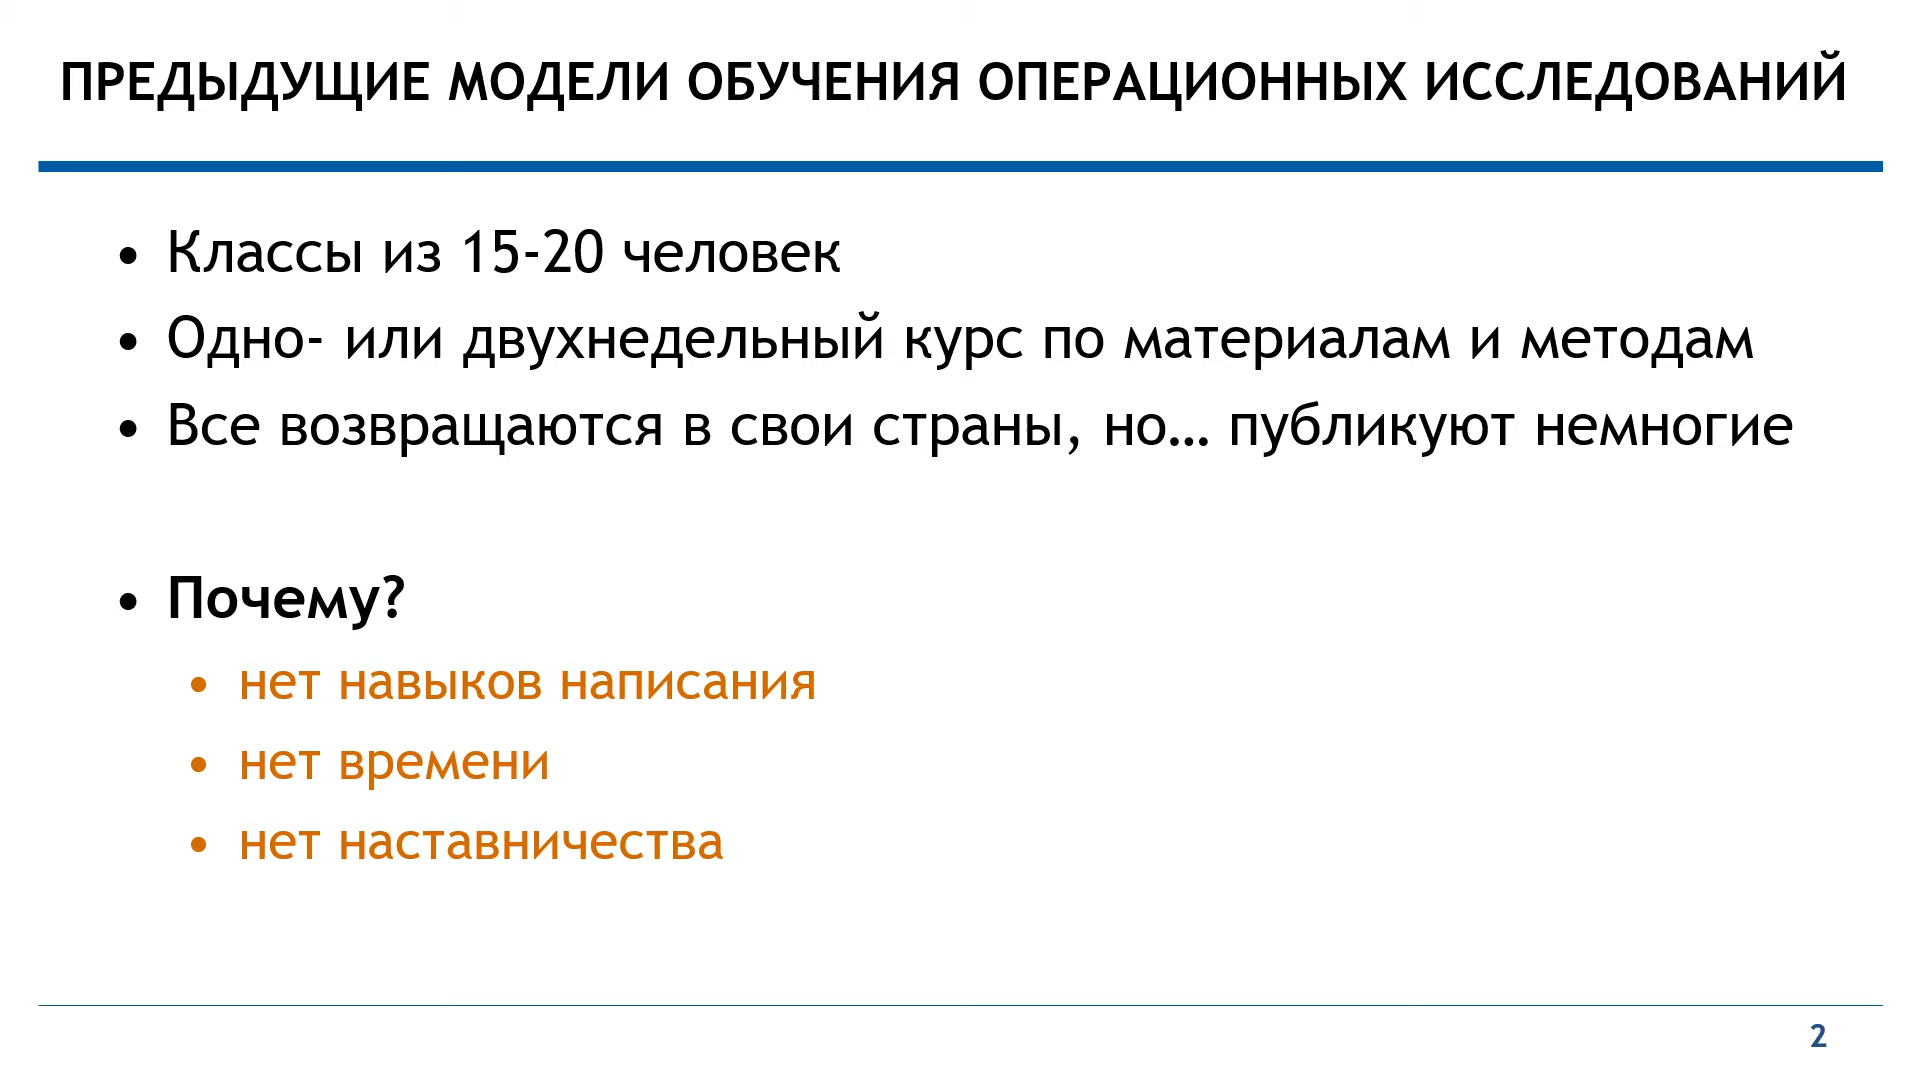 ПРЕДЫДУЩИЕ МОДЕЛИ ОБУЧЕНИЯ ОПЕРАЦИОННЫХ ИССЛЕДОВАНИЙ
• Классы из 15-20 человек
• Одно- или двухнедельный курс по материалам и методам
• Все возвращаются в свои страны, но… публикуют немногие
• Почему?
• нет навыков написания
• нет времени
• нет наставничества
2